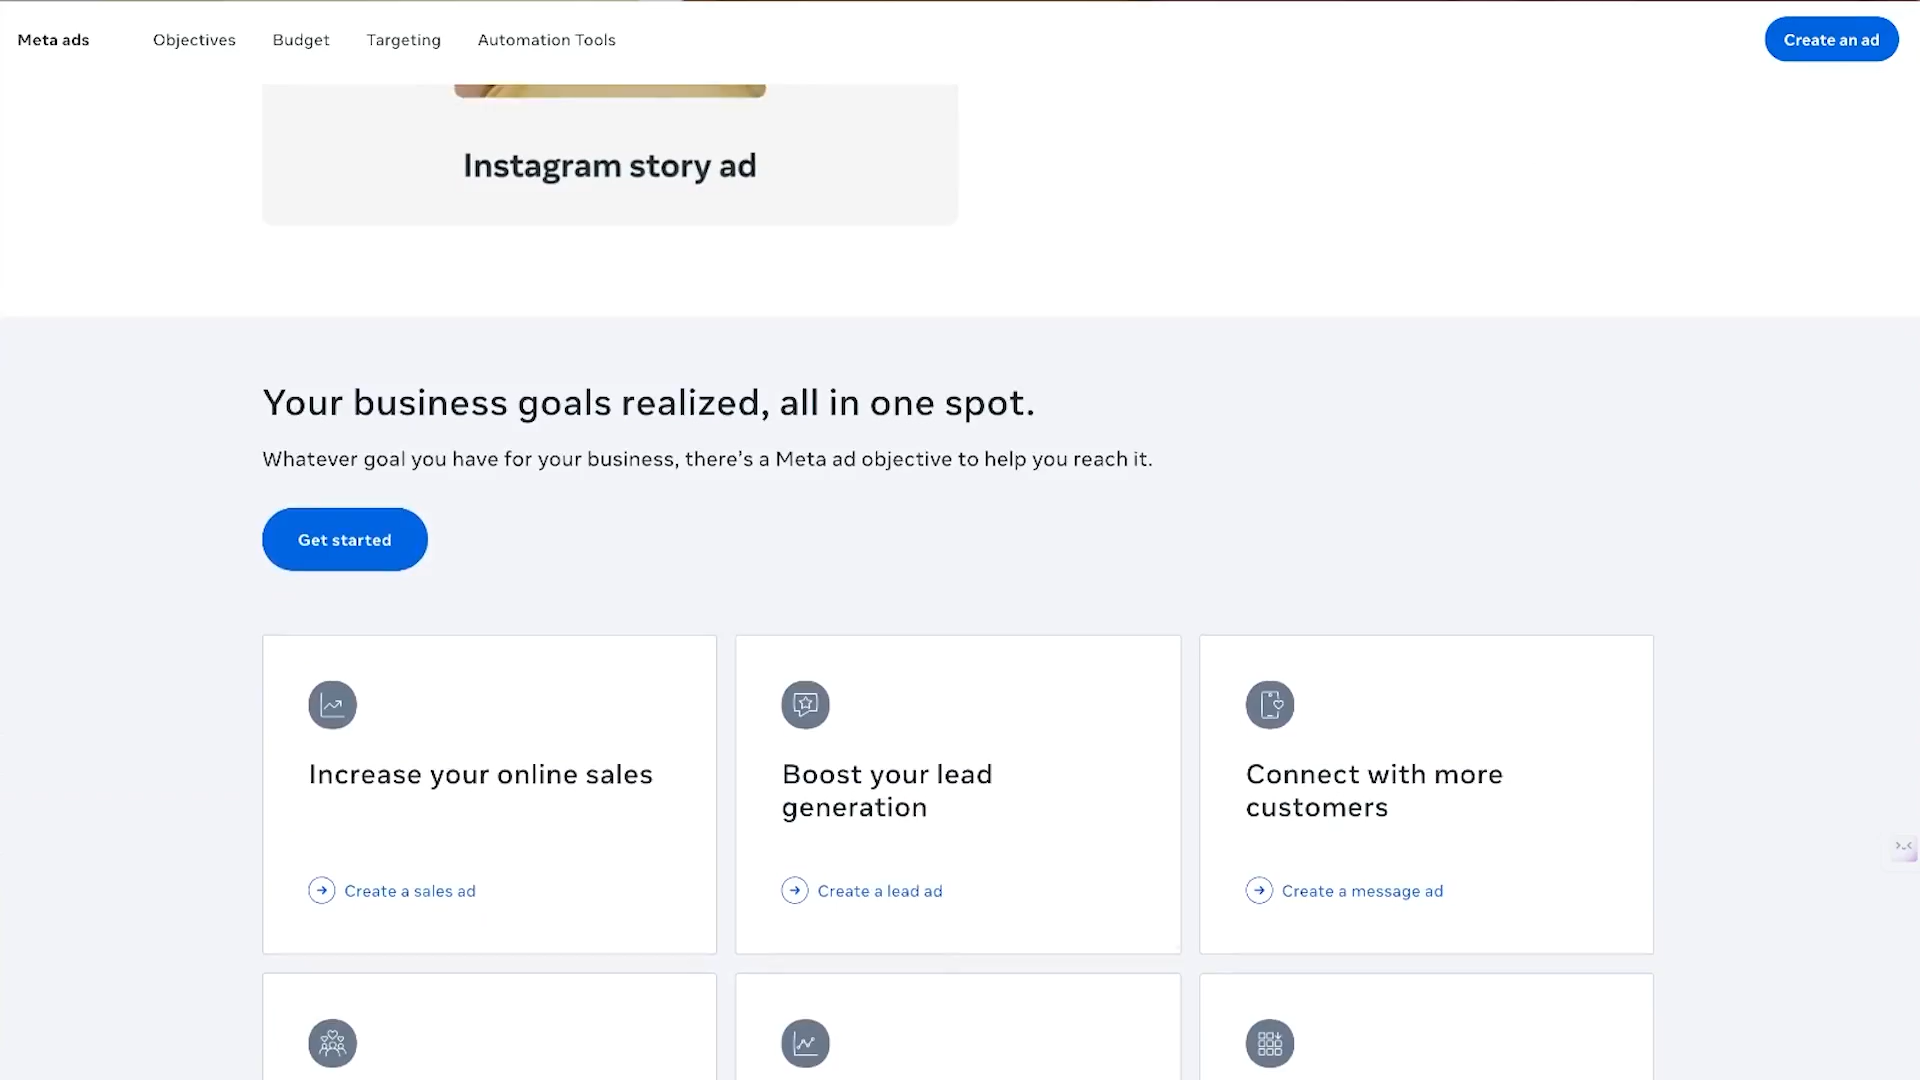 Meta ads Objectives Budget Targeting Automation Tools Create an ad
Instagram story ad
Your business goals realized, all in one spot.
Whatever goal you have for your business, there's a Meta ad objective to help you reach it.
Get started
Increase your online sales
Create a sales ad
Boost your lead
generation
Create a lead ad
Connect with more
customers
Create a message ad